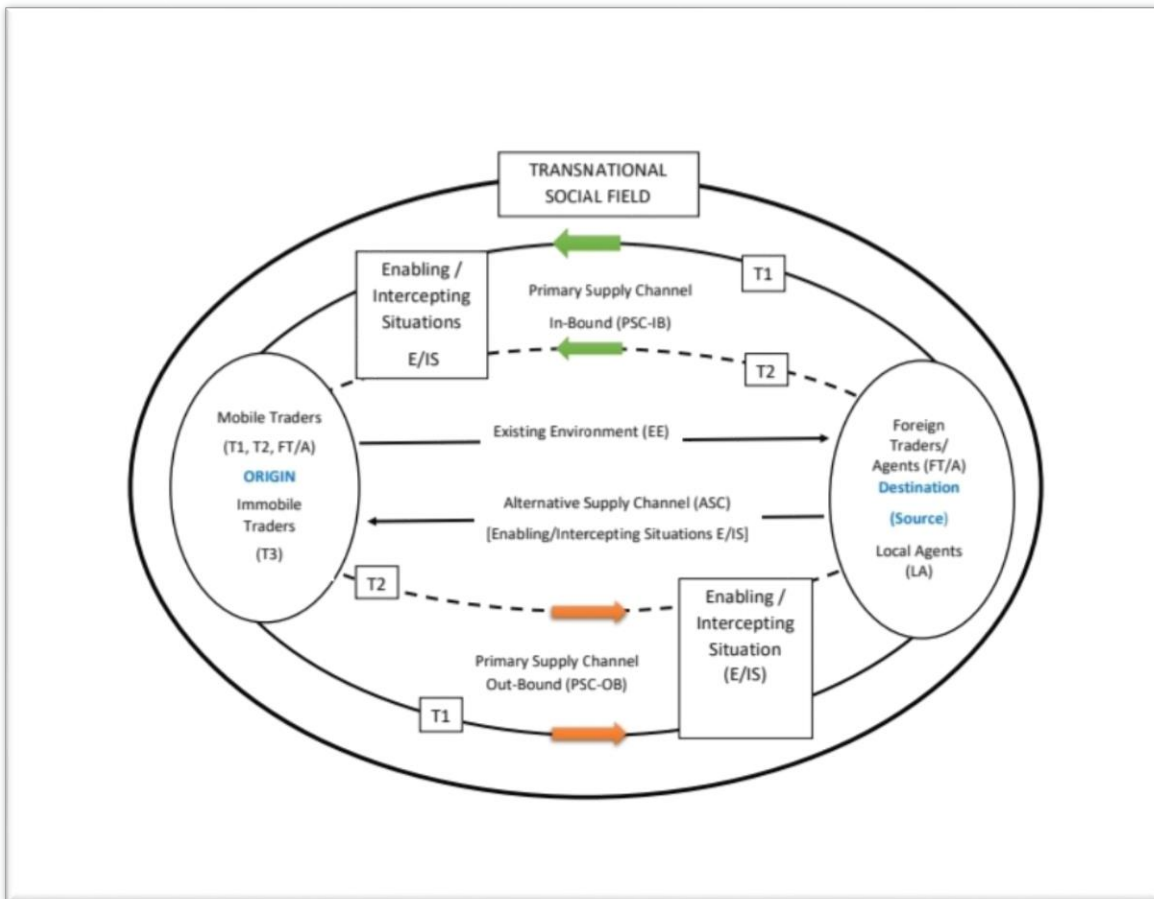 TRANSNATIONAL
SOCIAL FIELD
Enabling /
Intercepting
Situations
E/IS
T1
Primary Supply Channel
In-Bound (PSC-IB)
T2
Mobile Traders
(T1, T2, FT/A)
ORIGIN
Immobile
Traders
(T3)
Existing Environment (EE)
Alternative Supply Channel (ASC)
[Enabling/Intercepting Situations E/IS]
Foreign
Traders/
Agents (FT/A)
Destination
(Source)
Local Agents
(LA)
T2
Enabling /
Intercepting
Situation
(E/IS)
Primary Supply Channel
Out-Bound (PSC-OB)
T1